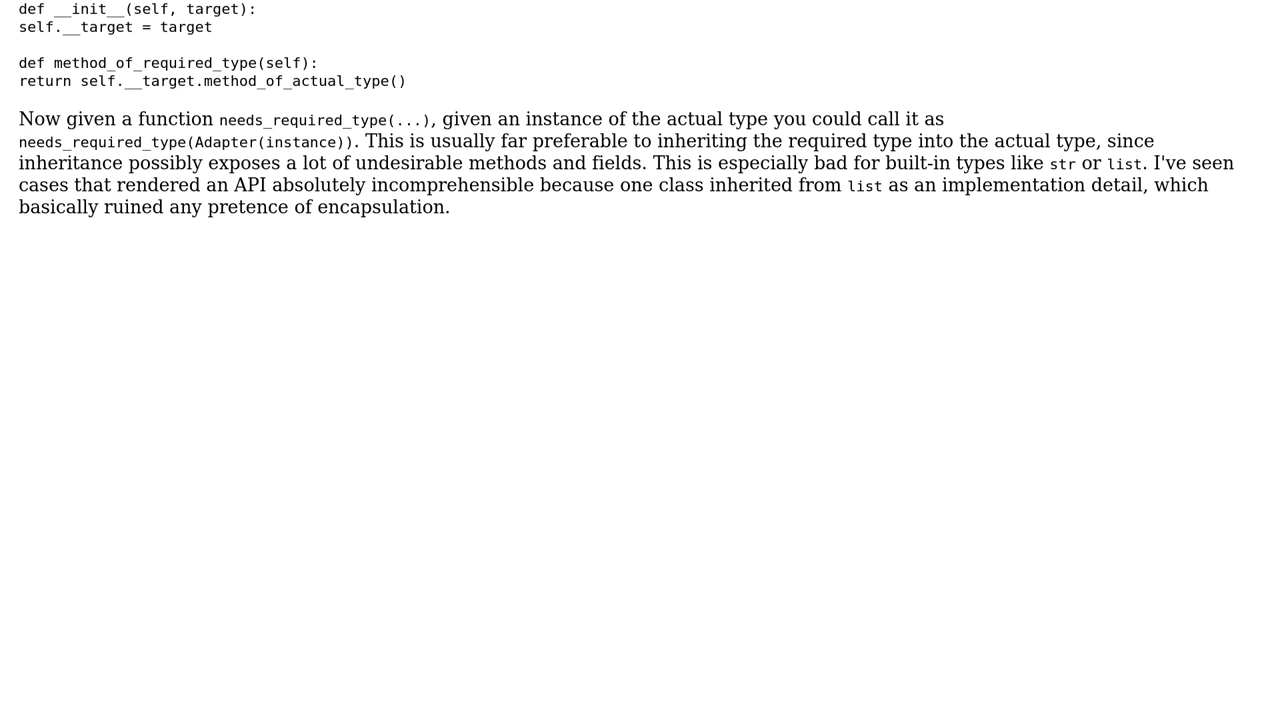 def __init__(self, target):
self.__target = target
def method_of_required_type(self):
return self.__target.method_of_actual_type()
Now given a function needs_required_type(...), given an instance of the actual type you could call it as
needs_required_type(Adapter(instance)). This is usually far preferable to inheriting the required type into the actual type, since
inheritance possibly exposes a lot of undesirable methods and fields. This is especially bad for built-in types like str or list. I've seen
cases that rendered an API absolutely incomprehensible because one class inherited from list as an implementation detail, which
basically ruined any pretence of encapsulation.